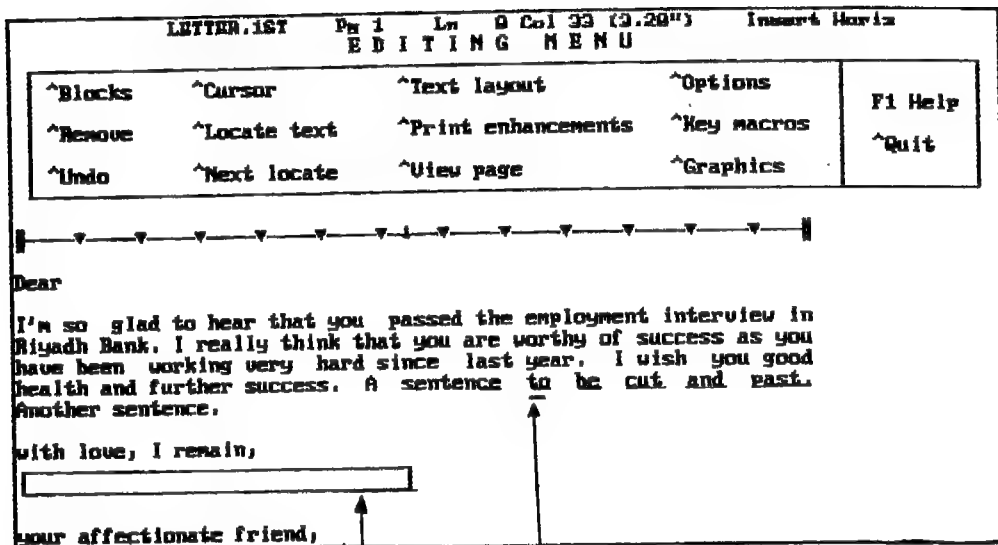 LETTER.1ST Pg 1 Ln 9 Col 33 (3.20") Insert Horiz
EDITING MENU
^Blocks ^Cursor ^Text layout ^Options F1 Help
^Remove ^Locate text ^Print enhancements ^Key macros ^Quit
^Undo ^Next locate ^View page ^Graphics
Dear
I'm so glad to hear that you passed the employment interview in
Riyadh Bank. I really think that you are worthy of success as you
have been working very hard since last year. I wish you good
health and further success. A sentence to be cut and past.
Another sentence.
with love, I remain,
your affectionate friend,